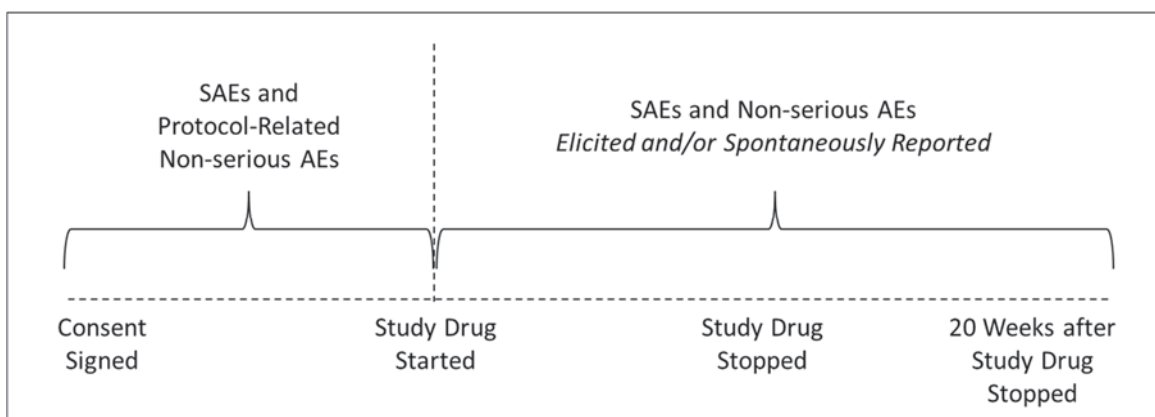 SAEs and
Protocol-Related
Non-serious AEs
SAEs and Non-serious AEs
Elicited and/or Spontaneously Reported
Consent
Signed
Study Drug
Started
Study Drug
Stopped
20 Weeks after
Study Drug
Stopped